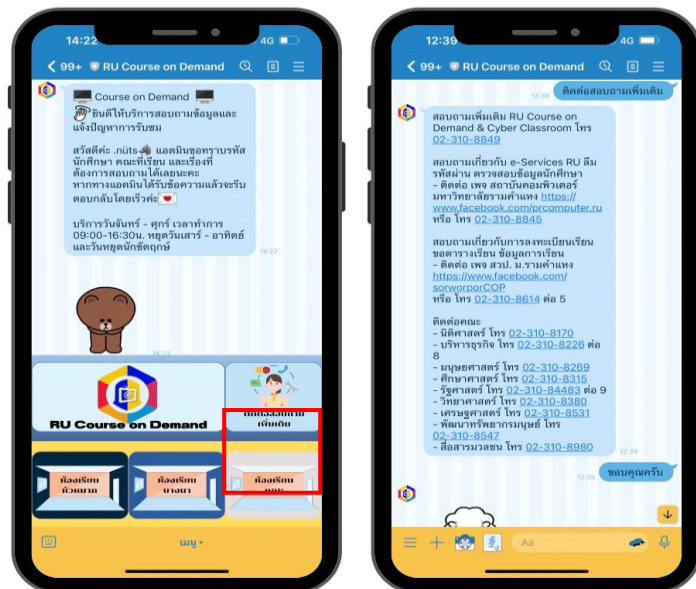 14:22
4G
99+ RU Course on Demand
Course on Demand
ยินดีให้บริการสอบถามข้อมูลและ
แจ้งปัญหาการรับชม
สวัสดีค่ะ .nüts แอดมินขอทราบรหัส
นักศึกษา คณะที่เรียน และเรื่องที่
ต้องการสอบถามได้เลยนะคะ
หากทางแอดมินได้รับข้อความแล้วจะรีบ
ตอบกลับโดยเร็วค่ะ
บริการวันจันทร์ - ศุกร์ เวลาทำการ
09:00-16:30น. หยุดวันเสาร์ - อาทิตย์
และวันหยุดนักขัตฤกษ์
14:22
14:22
RU Course on Demand
ติดต่อสอบถาม
เพิ่มเติม
ห้องเรียน
หัวหมาก
ห้องเรียน
บางนา
ห้องเรียน
เมนู
12:39
4G
99+ RU Course on Demand
12:39
ติดต่อสอบถามเพิ่มเติม
สอบถามเพิ่มเติม RU Course on
Demand & Cyber Classroom โทร
02-310-8849
สอบถามเกี่ยวกับ e-Services RU ลืม
รหัสผ่าน ตรวจสอบข้อมูลนักศึกษา
- ติดต่อ เพจ สถาบันคอมพิวเตอร์
มหาวิทยาลัยรามคำแหง https://
www.facebook.com/prcomputer.ru
หรือ โทร 02-310-8845
สอบถามเกี่ยวกับการลงทะเบียนเรียน
ขอตารางเรียน ข้อมูลการเรียน
- ติดต่อ เพจ สวป. ม.รามคำแหง
https://www.facebook.com/
sorworporCOP
หรือ โทร 02-310-8614 ต่อ 5
ติดต่อคณะ
- นิติศาสตร์ โทร 02-310-8170
- บริหารธุรกิจ โทร 02-310-8226 ต่อ
8
- มนุษยศาสตร์ โทร 02-310-8269
- ศึกษาศาสตร์ โทร 02-310-8315
- รัฐศาสตร์ โทร 02-310-84483 ต่อ 9
- วิทยาศาสตร์ โทร 02-310-8380
- เศรษฐศาสตร์ โทร 02-310-8531
- พัฒนาทรัพยากรมนุษย์ โทร
02-310-8547
- สื่อสารมวลชน โทร 02-310-8980
12:39
12:39
ขอบคุณครับ
Aa